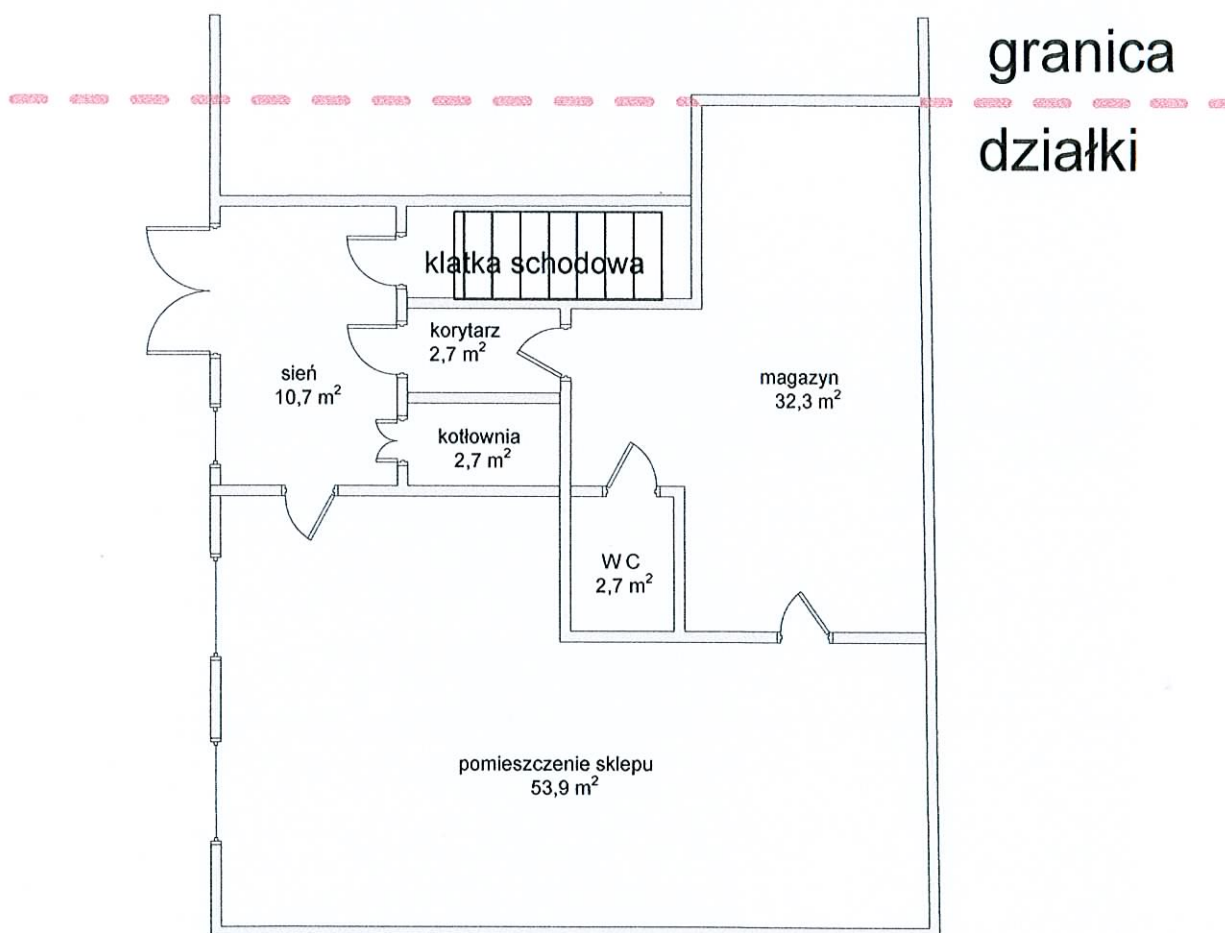 granica
działki
klatka schodowa
korytarz
2,7 m²
sień
10,7 m²
magazyn
32,3 m²
kotłownia
2,7 m²
WC
2,7 m²
pomieszczenie sklepu
53,9 m²